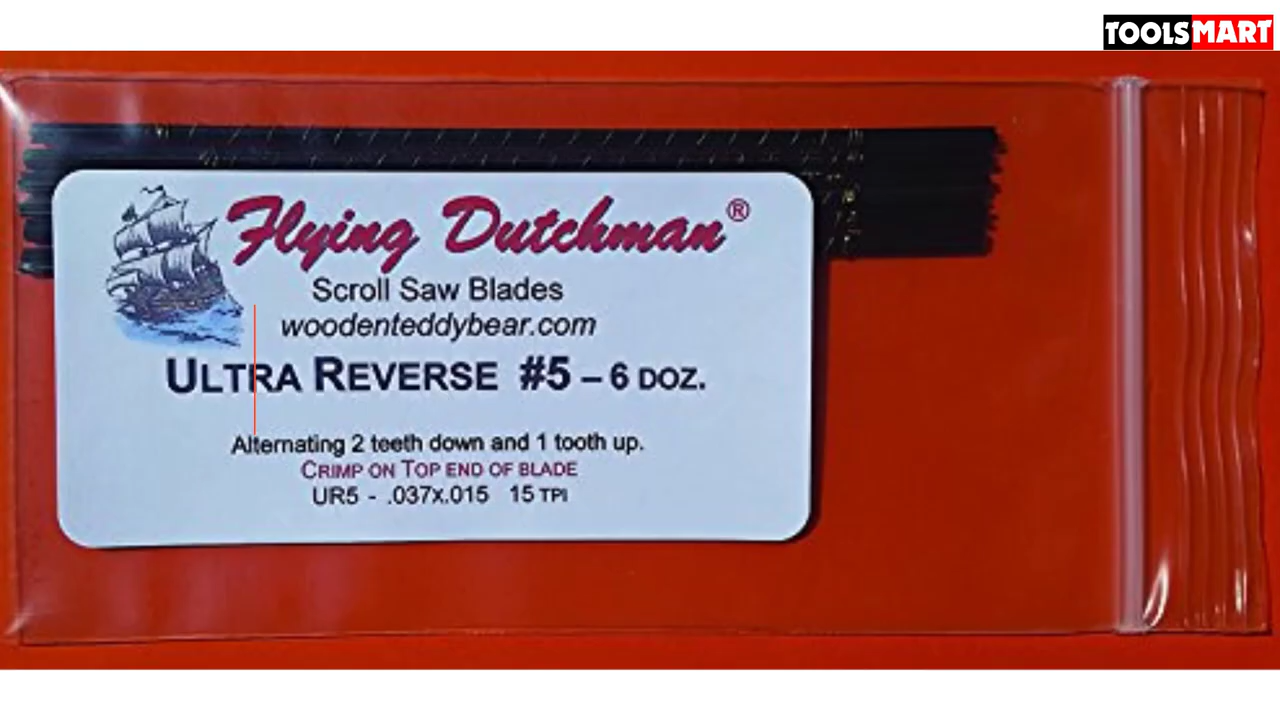 TOOLSMART
Flying Dutchman®
Scroll Saw Blades
woodenteddybear.com
ULTRA REVERSE #5 – 6 DOZ.
Alternating 2 teeth down and 1 tooth up.
CRIMP ON TOP END OF BLADE
UR5 - .037x.015 15 TPI